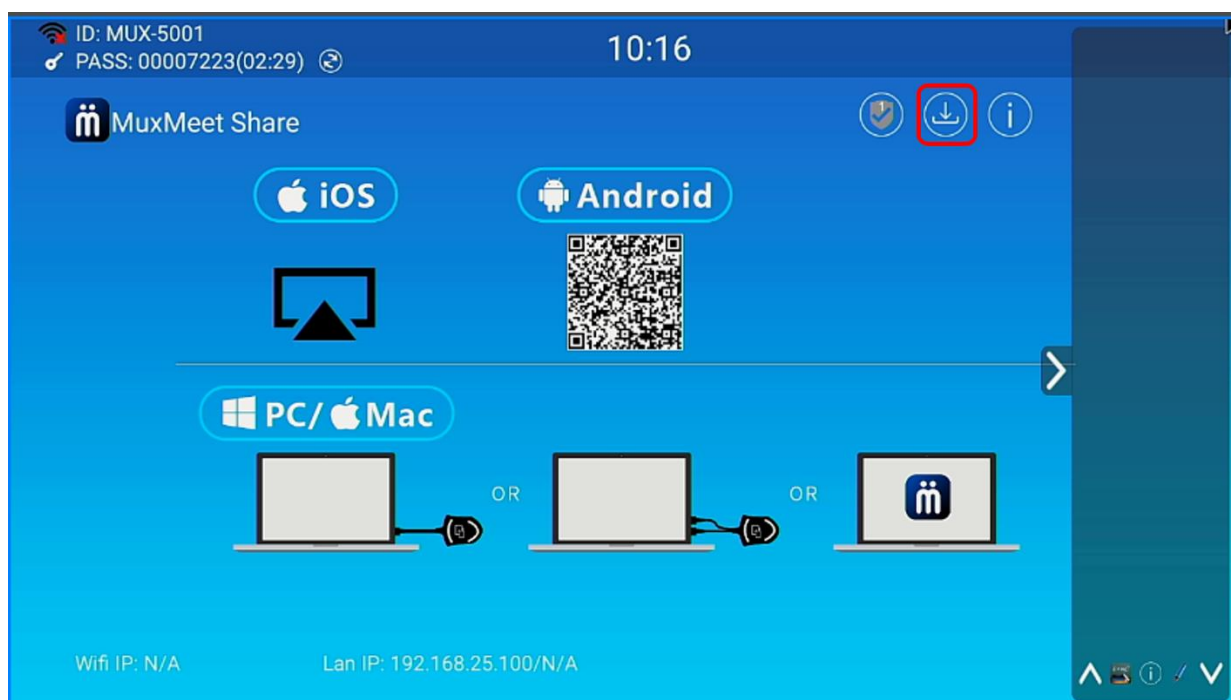 ID: MUX-5001
PASS: 00007223(02:29)
10:16
MuxMeet Share
1
i
iOS
Android
PC/ Mac
OR
OR
Wifi IP: N/A
Lan IP: 192.168.25.100/N/A